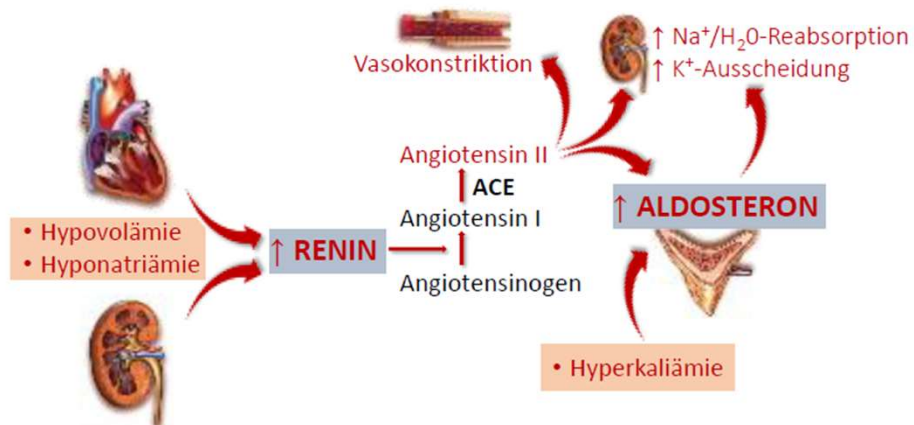 ↑ Na⁺/H₂0-Reabsorption
Vasokonstriktion
↑ K⁺-Ausscheidung
Angiotensin II
ACE
↑ ALDOSTERON
Angiotensin I
• Hypovolämie
• Hyponatriämie
↑ RENIN
Angiotensinogen
• Hyperkaliämie